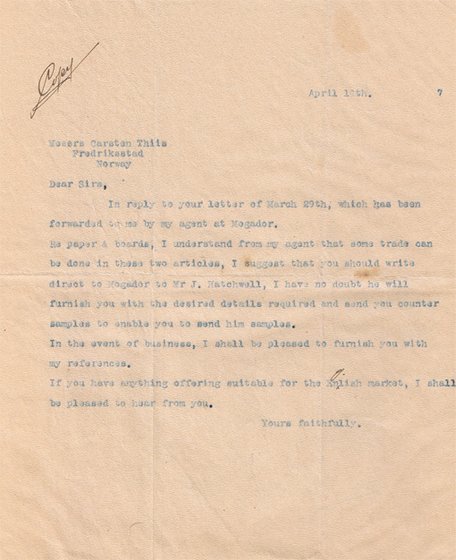 Copy
April 10th. 7
Messrs Carsten Thiis
Fredriksstad
Norway
Dear Sirs,
In reply to your letter of March 29th, which has been
forwarded to me by my agent at Mogador.
Re paper & boards, I understand from my agent that some trade can
be done in these two articles, I suggest that you should write
direct to Mogador to Mr J. Hatchwell, I have no doubt he will
furnish you with the desired details required and send you counter
samples to enable you to send him samples.
In the event of business, I shall be pleased to furnish you with
my references.
If you have anything offering suitable for the Enlish market, I shall
be pleased to hear from you.
Yours faithfully.